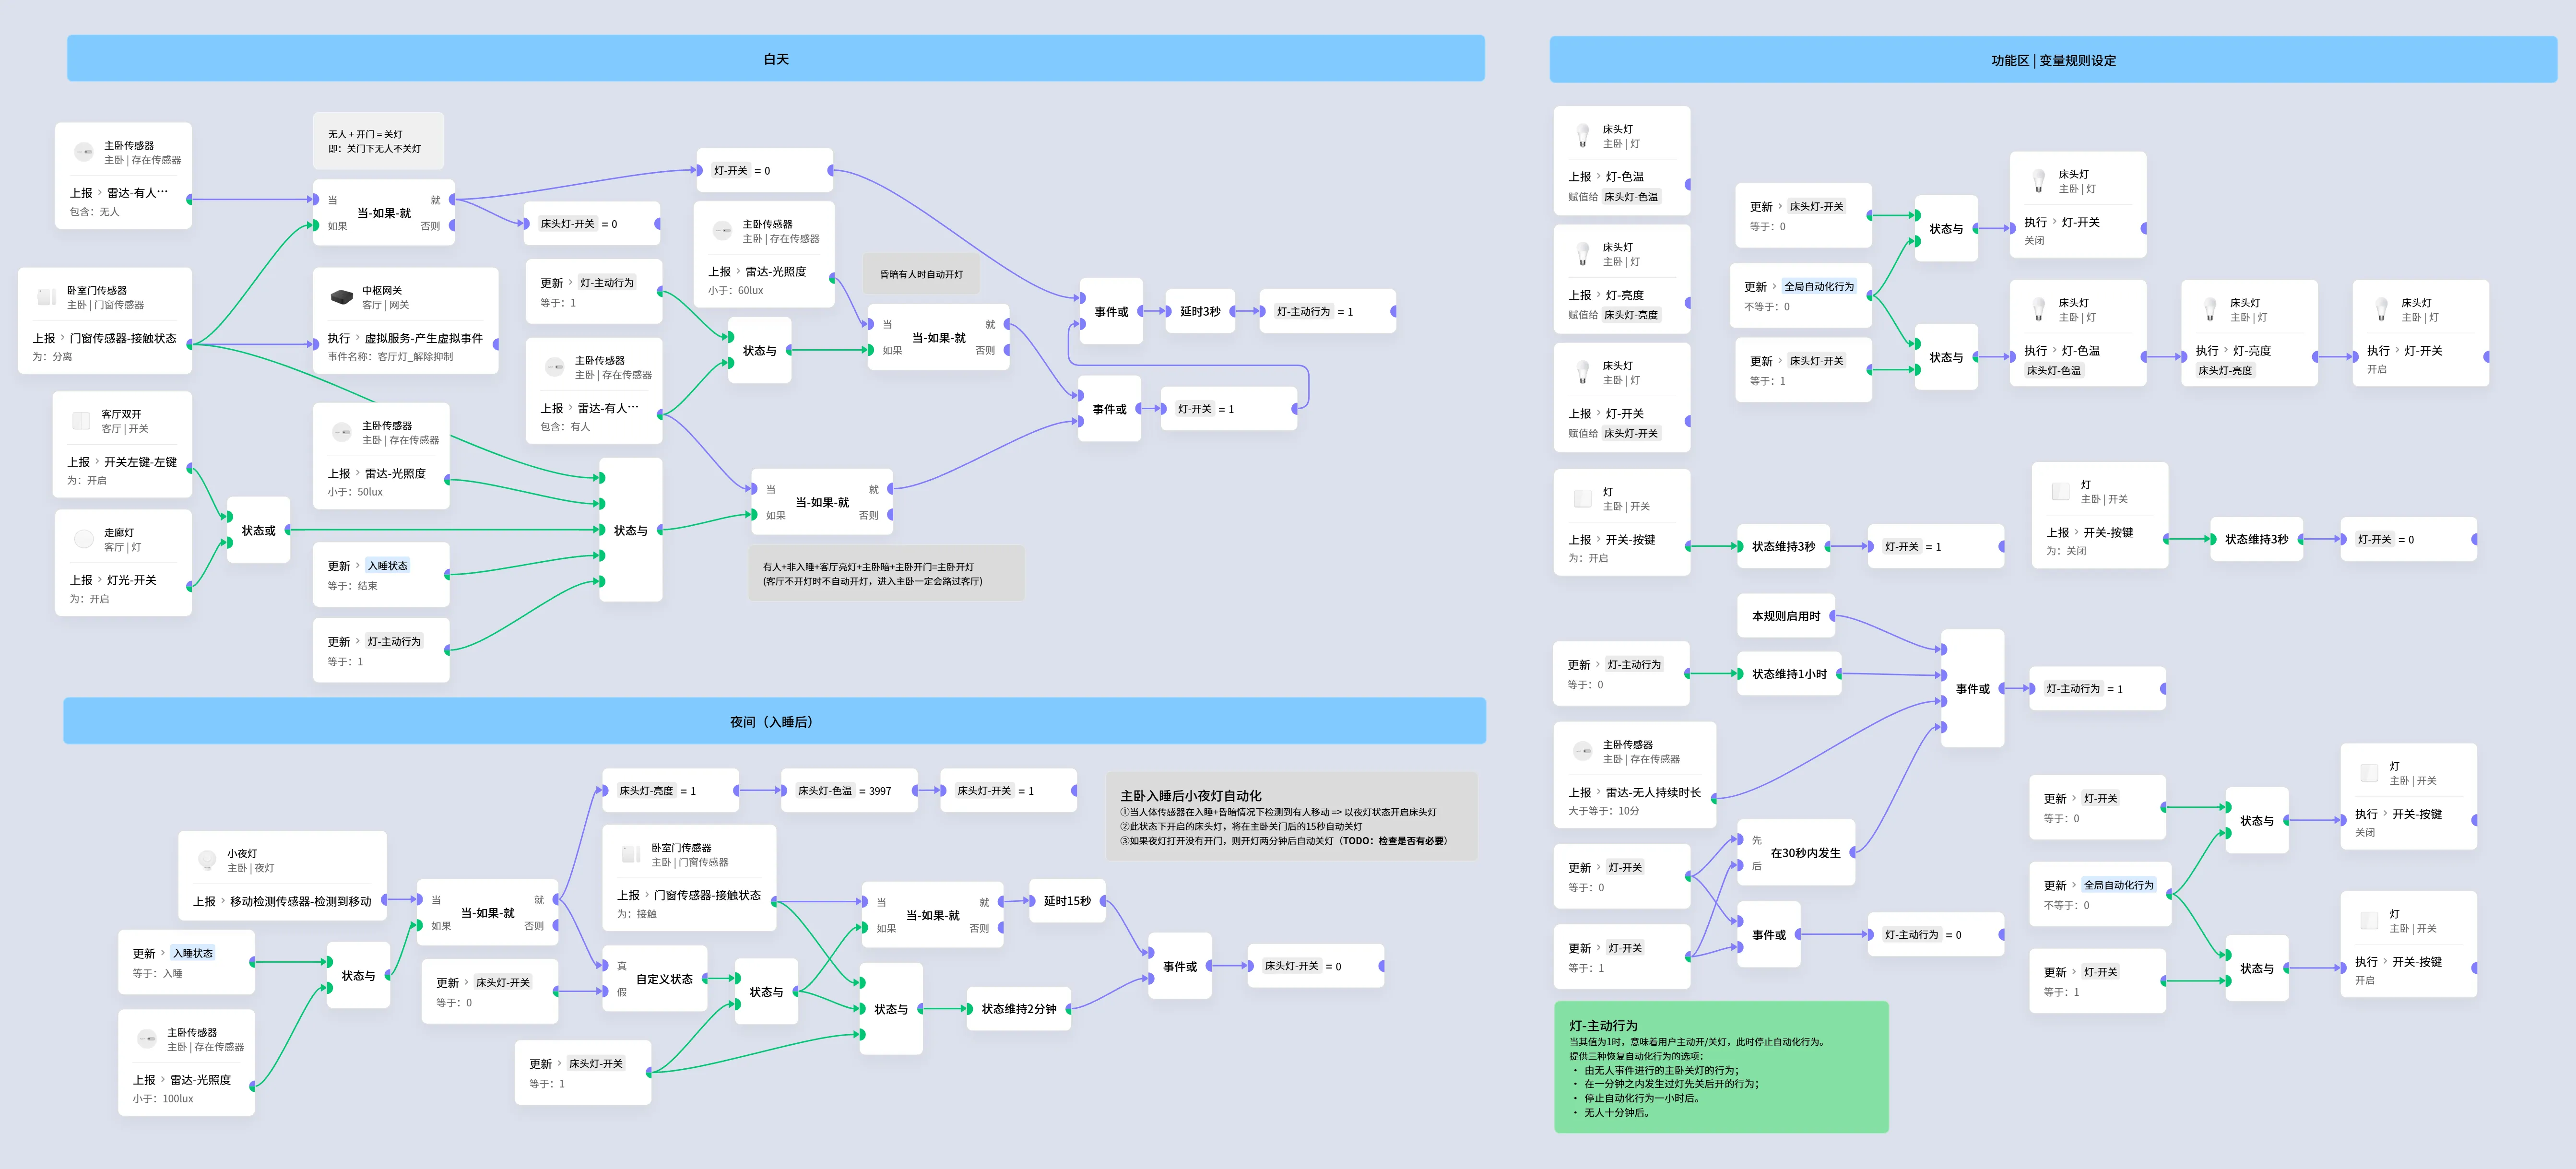 白天
主卧传感器
主卧 | 存在传感器
上报 › 雷达-有人···
包含：无人
无人 + 开门 = 关灯
即：关门下无人不关灯
当
如果
当-如果-就
就
否则
灯-开关 = 0
床头灯-开关 = 0
主卧传感器
主卧 | 存在传感器
上报 › 雷达-光照度
小于：60lux
昏暗有人时自动开灯
卧室门传感器
主卧 | 门窗传感器
上报 › 门窗传感器-接触状态
为：分离
中枢网关
客厅 | 网关
执行 › 虚拟服务-产生虚拟事件
事件名称：客厅灯_解除抑制
更新 › 灯-主动行为
等于：1
主卧传感器
主卧 | 存在传感器
上报 › 雷达-有人···
包含：有人
状态与
当
如果
当-如果-就
就
否则
事件或
延时3秒
灯-主动行为 = 1
事件或
灯-开关 = 1
客厅双开
客厅 | 开关
上报 › 开关左键-左键
为：开启
走廊灯
客厅 | 灯
上报 › 灯光-开关
为：开启
状态或
主卧传感器
主卧 | 存在传感器
上报 › 雷达-光照度
小于：50lux
更新 › 入睡状态
等于：结束
更新 › 灯-主动行为
等于：1
状态与
当
如果
当-如果-就
就
否则
有人+非入睡+客厅亮灯+主卧暗+主卧开门=主卧开灯
(客厅不开灯时不自动开灯，进入主卧一定会路过客厅)
夜间（入睡后）
小夜灯
主卧 | 夜灯
上报 › 移动检测传感器-检测到移动
更新 › 入睡状态
等于：入睡
主卧传感器
主卧 | 存在传感器
上报 › 雷达-光照度
小于：100lux
状态与
当
如果
当-如果-就
就
否则
床头灯-亮度 = 1
床头灯-色温 = 3997
床头灯-开关 = 1
主卧入睡后小夜灯自动化
①当人体传感器在入睡+昏暗情况下检测到有人移动 => 以夜灯状态开启床头灯
②此状态下开启的床头灯，将在主卧关门后的15秒自动关灯
③如果夜灯打开没有开门，则开灯两分钟后自动关灯（TODO：检查是否有必要）
卧室门传感器
主卧 | 门窗传感器
上报 › 门窗传感器-接触状态
为：接触
更新 › 床头灯-开关
等于：0
真
假
自定义状态
状态与
更新 › 床头灯-开关
等于：1
当
如果
当-如果-就
就
否则
延时15秒
状态与
状态维持2分钟
事件或
床头灯-开关 = 0
功能区 | 变量规则设定
床头灯
主卧 | 灯
上报 › 灯-色温
赋值给 床头灯-色温
床头灯
主卧 | 灯
上报 › 灯-亮度
赋值给 床头灯-亮度
床头灯
主卧 | 灯
上报 › 灯-开关
赋值给 床头灯-开关
更新 › 床头灯-开关
等于：0
更新 › 全局自动化行为
不等于：0
更新 › 床头灯-开关
等于：1
状态与
状态与
床头灯
主卧 | 灯
执行 › 灯-开关
关闭
床头灯
主卧 | 灯
执行 › 灯-色温
床头灯-色温
床头灯
主卧 | 灯
执行 › 灯-亮度
床头灯-亮度
床头灯
主卧 | 灯
执行 › 灯-开关
开启
灯
主卧 | 开关
上报 › 开关-按键
为：开启
状态维持3秒
灯-开关 = 1
灯
主卧 | 开关
上报 › 开关-按键
为：关闭
状态维持3秒
灯-开关 = 0
本规则启用时
更新 › 灯-主动行为
等于：0
状态维持1小时
主卧传感器
主卧 | 存在传感器
上报 › 雷达-无人持续时长
大于等于：10分
事件或
灯-主动行为 = 1
更新 › 灯-开关
等于：0
更新 › 灯-开关
等于：1
先
后
在30秒内发生
事件或
灯-主动行为 = 0
更新 › 灯-开关
等于：0
更新 › 全局自动化行为
不等于：0
更新 › 灯-开关
等于：1
状态与
状态与
灯
主卧 | 开关
执行 › 开关-按键
关闭
灯
主卧 | 开关
执行 › 开关-按键
开启
灯-主动行为
当其值为1时，意味着用户主动开/关灯，此时停止自动化行为。
提供三种恢复自动化行为的选项：
• 由无人事件进行的主卧关灯的行为；
• 在一分钟之内发生过灯先关后开的行为；
• 停止自动化行为一小时后。
• 无人十分钟后。